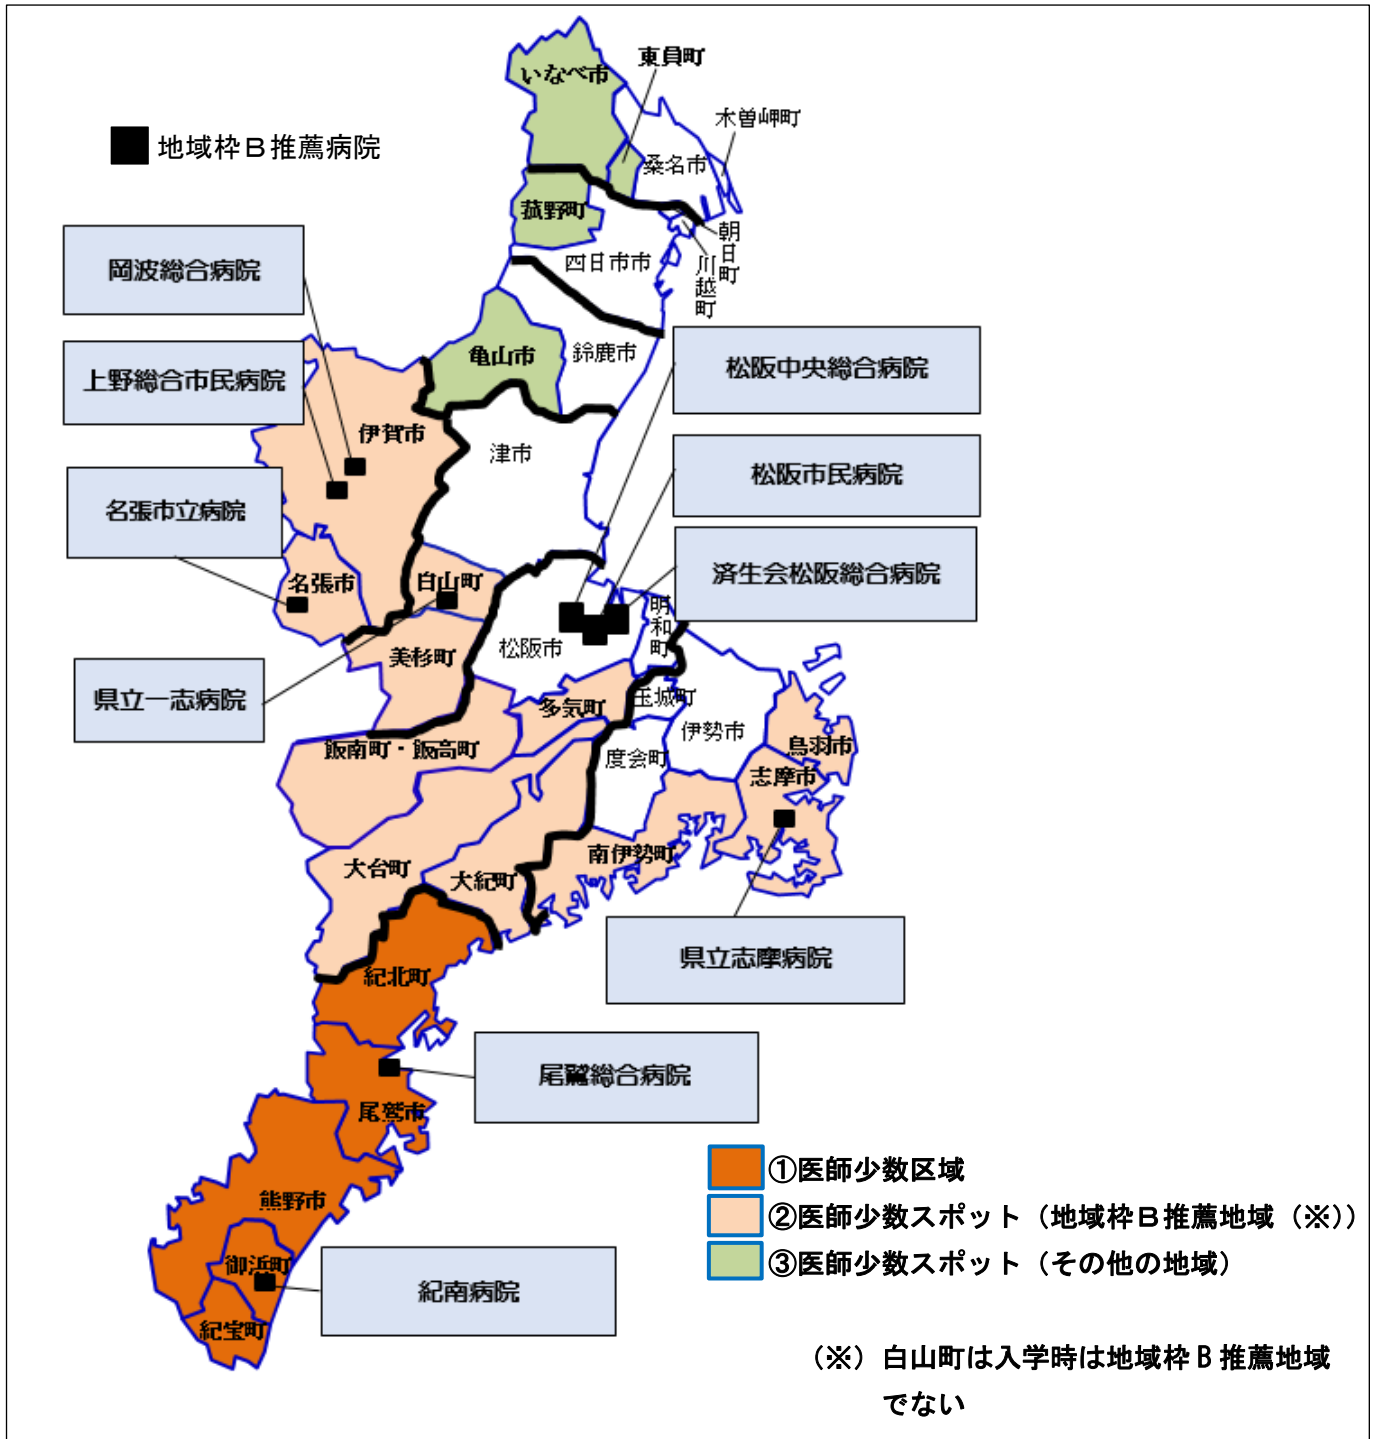 いなべ市
東員町
木曽岬町
桑名市
■ 地域枠B推薦病院
菰野町
朝日町
川越町
四日市市
岡波総合病院
亀山市
鈴鹿市
松阪中央総合病院
上野総合市民病院
伊賀市
津市
松阪市民病院
名張市立病院
済生会松阪総合病院
名張市
白山町
明和町
松阪市
美杉町
県立一志病院
多気町
玉城町
伊勢市
鳥羽市
飯南町・飯高町
度会町
志摩市
南伊勢町
大台町
大紀町
県立志摩病院
紀北町
尾鷲総合病院
尾鷲市
①医師少数区域
熊野市
②医師少数スポット（地域枠B推薦地域（※））
③医師少数スポット（その他の地域）
御浜町
紀南病院
紀宝町
（※）白山町は入学時は地域枠B推薦地域
でない